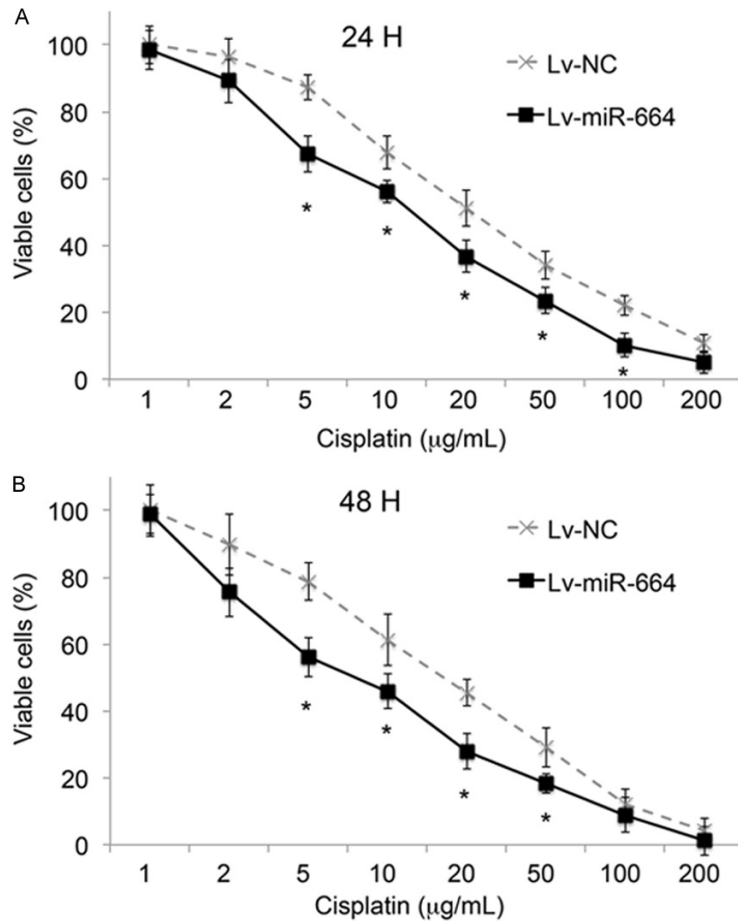 A
24 H
Lv-NC
Lv-miR-664
Viable cells (%)
100
80
60
40
20
0
* * * * *
1 2 5 10 20 50 100 200
Cisplatin (μg/mL)
B
48 H
Lv-NC
Lv-miR-664
Viable cells (%)
100
80
60
40
20
0
* * * *
1 2 5 10 20 50 100 200
Cisplatin (μg/mL)